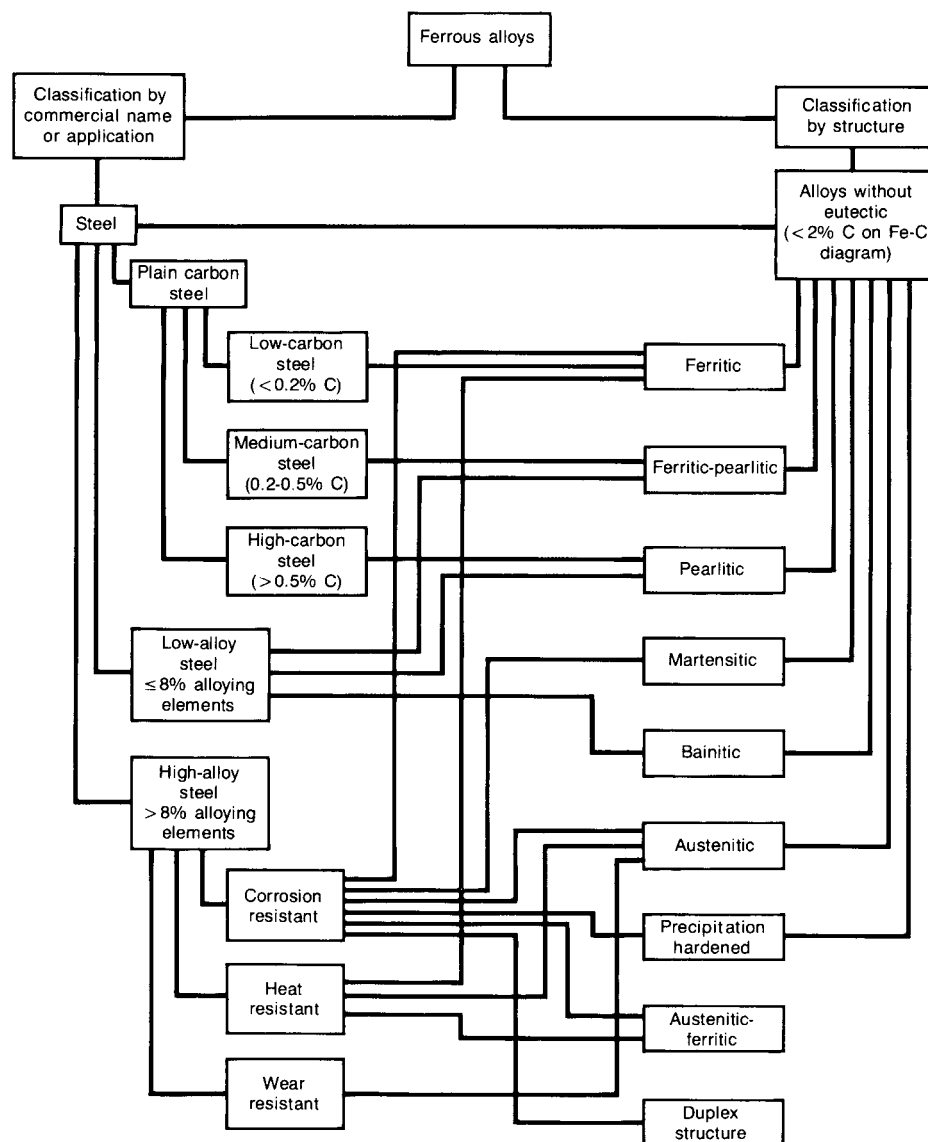 Ferrous alloys
Classification by
commercial name
or application
Classification
by structure
Steel
Alloys without
eutectic
(<2% C on Fe-C
diagram)
Plain carbon
steel
Low-carbon
steel
(<0.2% C)
Ferritic
Medium-carbon
steel
(0.2-0.5% C)
Ferritic-pearlitic
High-carbon
steel
(>0.5% C)
Pearlitic
Low-alloy
steel
≤8% alloying
elements
Martensitic
Bainitic
High-alloy
steel
>8% alloying
elements
Austenitic
Corrosion
resistant
Precipitation
hardened
Heat
resistant
Austenitic-
ferritic
Wear
resistant
Duplex
structure